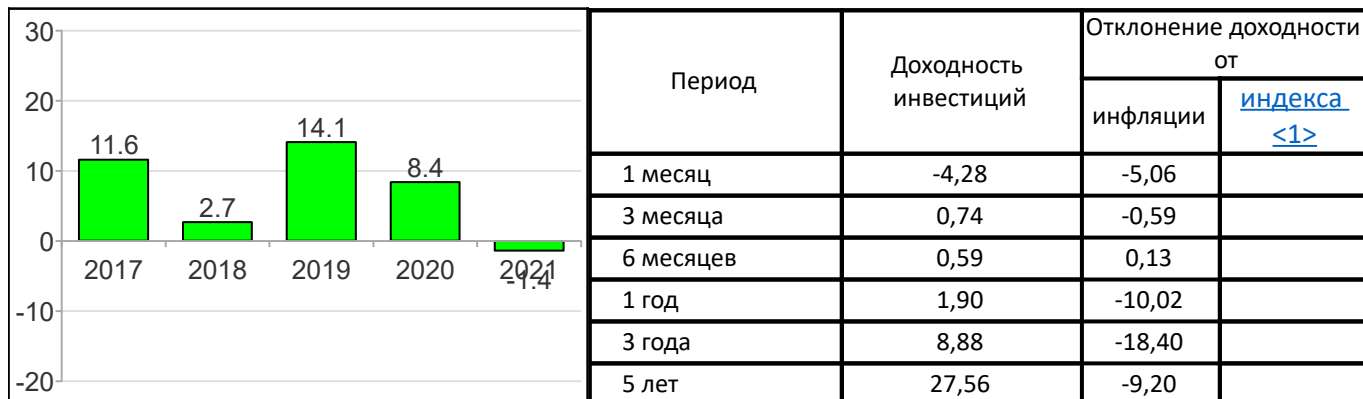 30
20
10
0
-10
-20
11.6
2.7
14.1
8.4
-1.4
2017 2018 2019 2020 2021
Период
Доходность
инвестиций
Отклонение доходности
от
инфляции
индекса
<1>
1 месяц -4,28 -5,06
3 месяца 0,74 -0,59
6 месяцев 0,59 0,13
1 год 1,90 -10,02
3 года 8,88 -18,40
5 лет 27,56 -9,20